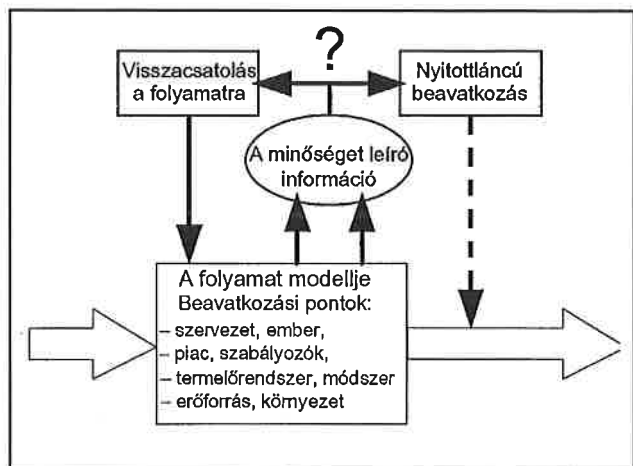 ?
Visszacsatolás
a folyamatra
Nyitottláncú
beavatkozás
A minőséget leíró
információ
A folyamat modellje
Beavatkozási pontok:
– szervezet, ember,
– piac, szabályozók,
– termelőrendszer, módszer
– erőforrás, környezet